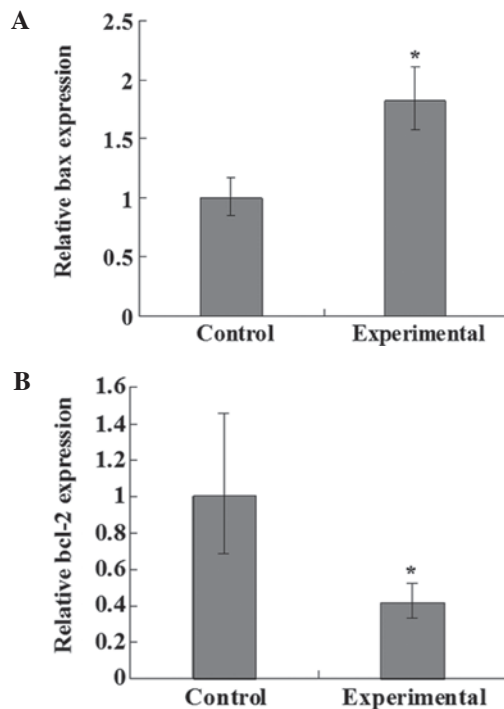 A
Relative bax expression
2.5
2
1.5
1
0.5
0
*
Control Experimental
B
Relative bcl-2 expression
1.6
1.4
1.2
1
0.8
0.6
0.4
0.2
0
*
Control Experimental